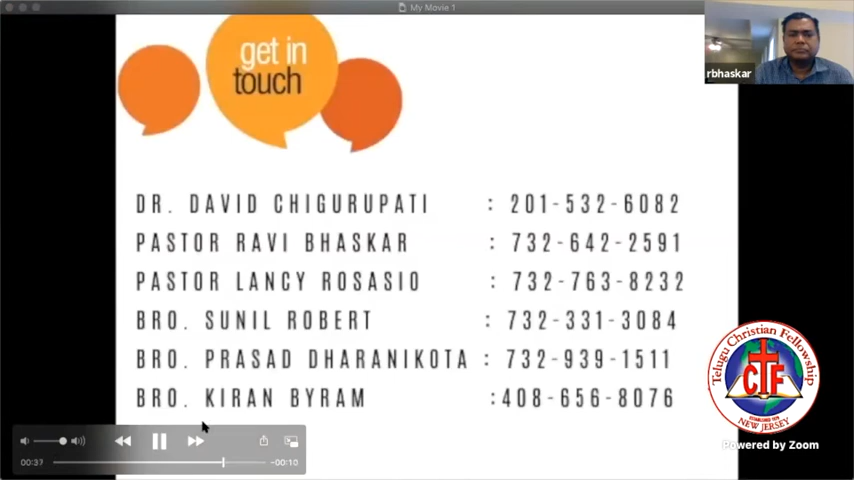 My Movie 1
get in
touch
rbhaskar
DR. DAVID CHIGURUPATI : 201-532-6082
PASTOR RAVI BHASKAR : 732-642-2591
PASTOR LANCY ROSASIO : 732-763-8232
BRO. SUNIL ROBERT : 732-331-3084
BRO. PRASAD DHARANIKOTA : 732-939-1511
BRO. KIRAN BYRAM :408-656-8076
Telugu Christian Fellowship
CTF
NEW JERSEY
Powered by Zoom
00:37
-00:10